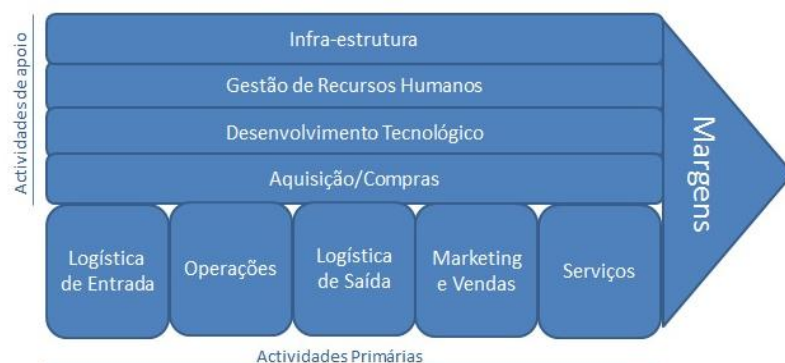 Actividades de apoio
Infra-estrutura
Gestão de Recursos Humanos
Desenvolvimento Tecnológico
Aquisição/Compras
Margens
Logística
de Entrada
Operações
Logística
de Saída
Marketing
e Vendas
Serviços
Actividades Primárias